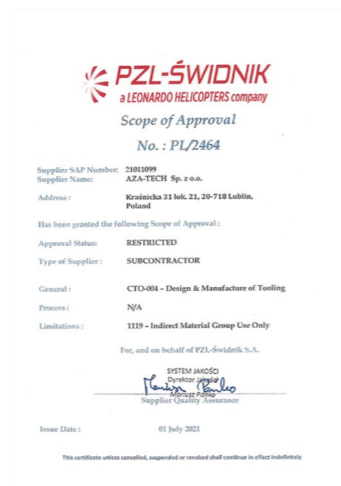 PZL-ŚWIDNIK
a LEONARDO HELICOPTERS company
Scope of Approval
No. : PL/2464
Supplier SAP Number: 21011099
Supplier Name: AZA-TECH Sp. z o.o.
Address : Kraśnicka 31 lok. 21, 20-718 Lublin,
Poland
Has been granted the following Scope of Approval :
Approval Status: RESTRICTED
Type of Supplier : SUBCONTRACTOR
General : CTO-004 – Design & Manufacture of Tooling
Process : N/A
Limitations : 1119 – Indirect Material Group Use Only
For, and on behalf of PZL-Świdnik S.A.
SYSTEM JAKOŚCI
Dyrektor Jakości
Mariusz Pańko
Supplier Quality Assurance
Issue Date : 01 July 2021
This certificate unless cancelled, suspended or revoked shall continue in effect indefinitely